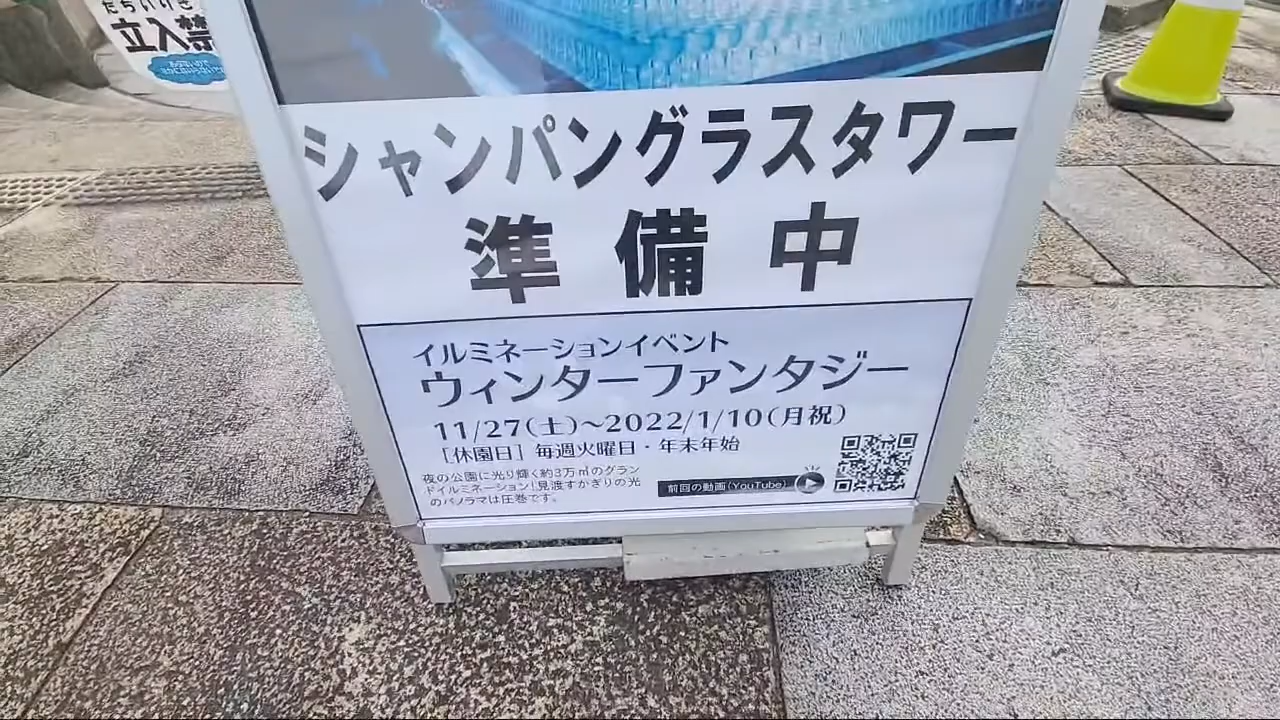 立入禁
シャンパングラスタワー
準備中
イルミネーションイベント
ウィンターファンタジー
11/27(土)～2022/1/10(月祝)
[休園日] 毎週火曜日・年末年始
夜の公園に光り輝く約3万㎡のグラン
ドイルミネーション!見渡すかぎりの光
のパノラマは圧巻です。
前回の動画(YouTube)